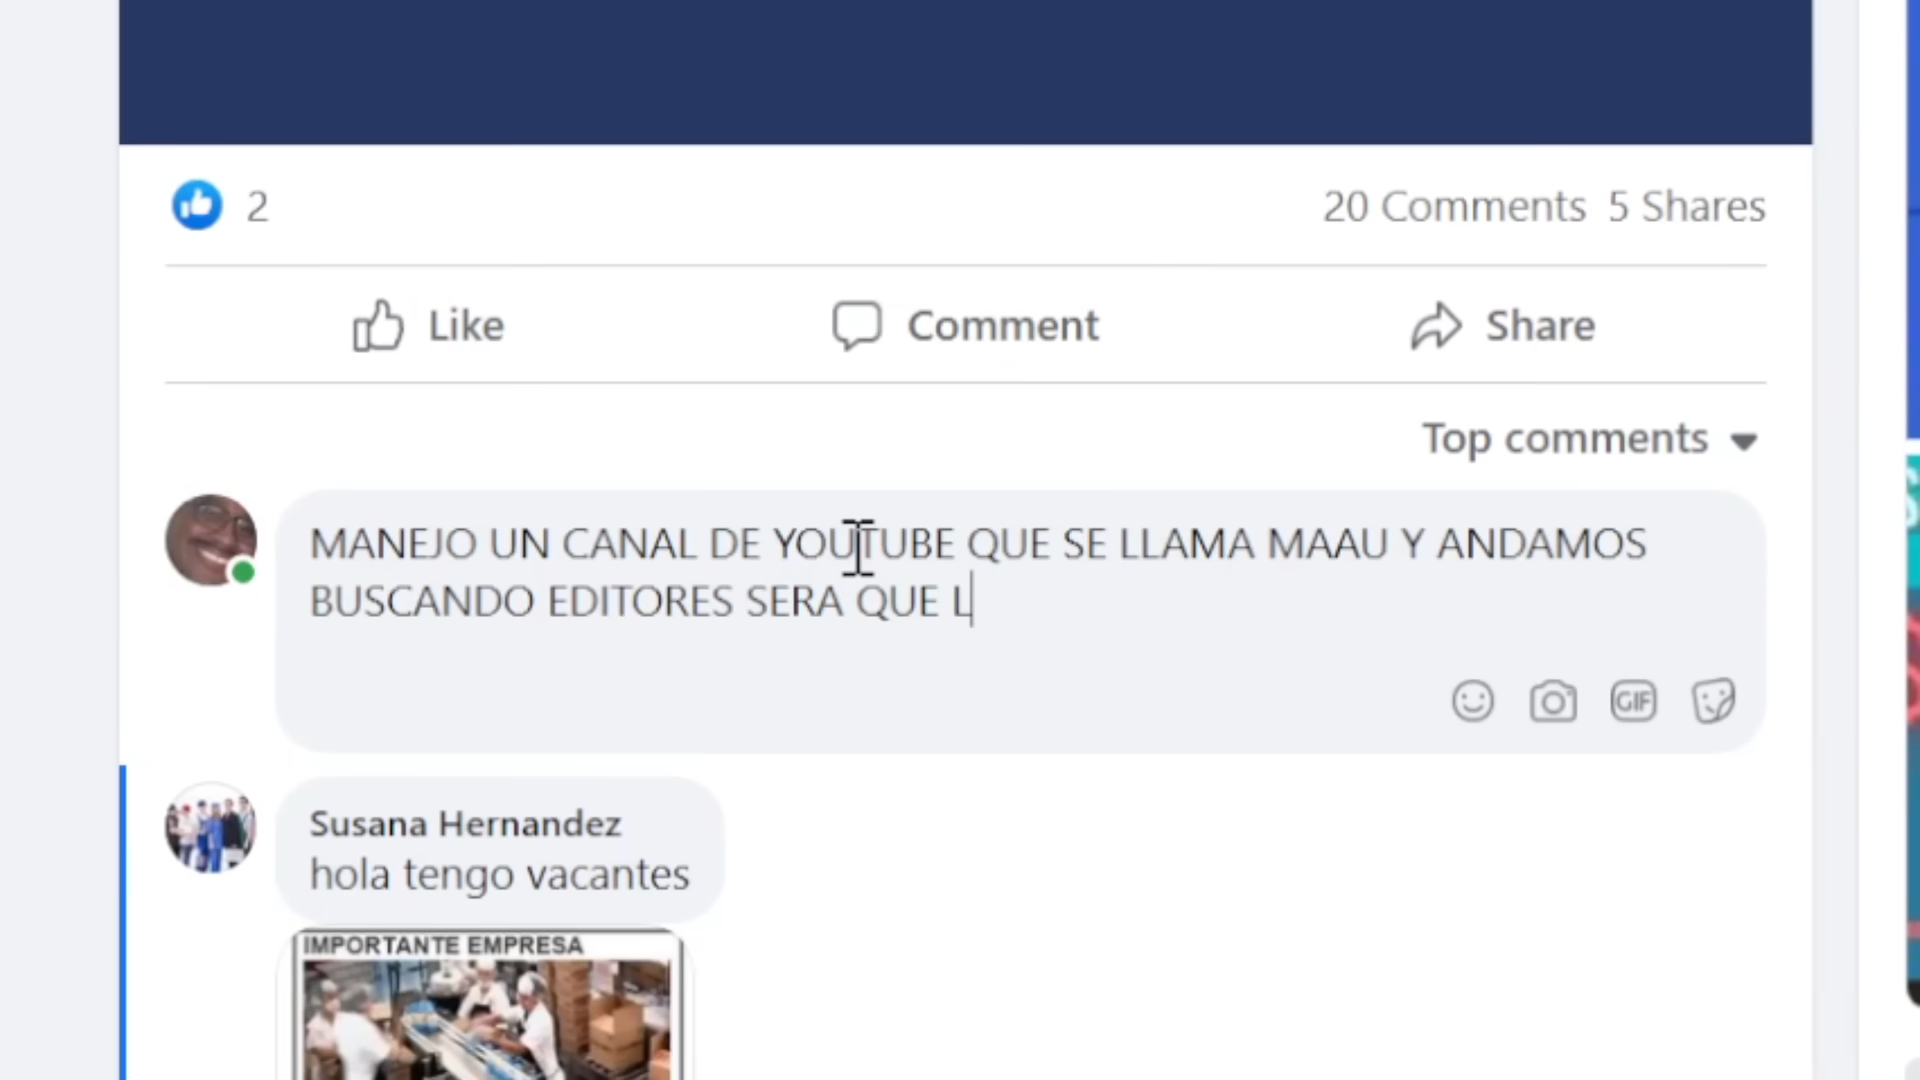 2
20 Comments 5 Shares
Like
Comment
Share
Top comments
MANEJO UN CANAL DE YOUTUBE QUE SE LLAMA MAAU Y ANDAMOS
BUSCANDO EDITORES SERA QUE L
GIF
Susana Hernandez
hola tengo vacantes
IMPORTANTE EMPRESA